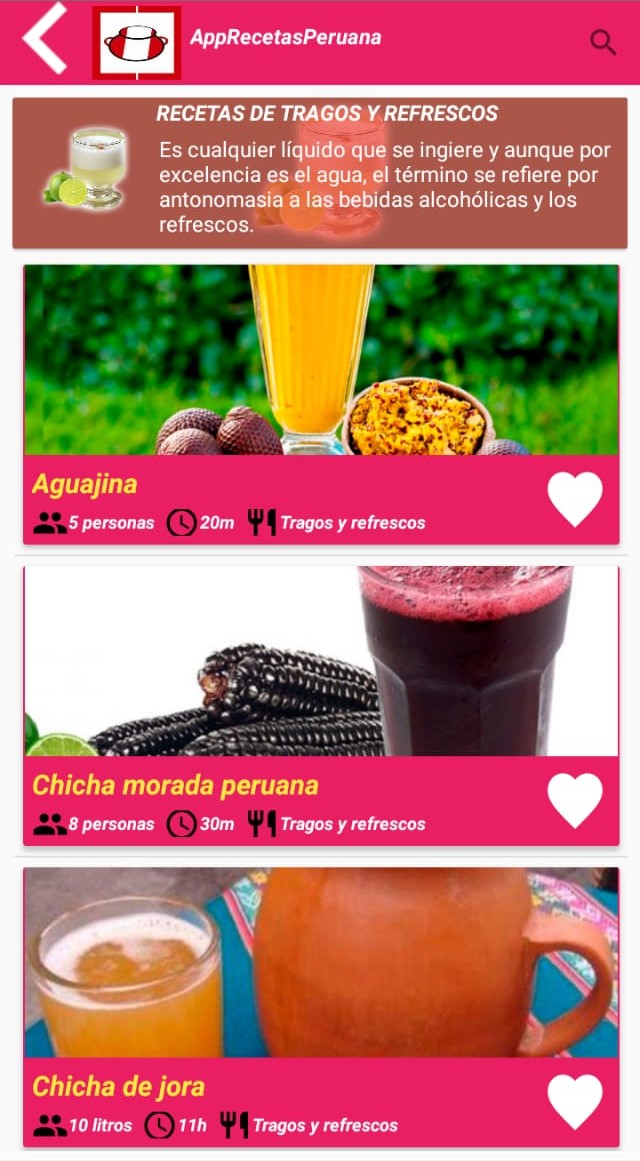 AppRecetasPeruana
RECETAS DE TRAGOS Y REFRESCOS
Es cualquier líquido que se ingiere y aunque por
excelencia es el agua, el término se refiere por
antonomasia a las bebidas alcohólicas y los
refrescos.
Aguajina
5 personas 20m Tragos y refrescos
Chicha morada peruana
8 personas 30m Tragos y refrescos
Chicha de jora
10 litros 11h Tragos y refrescos